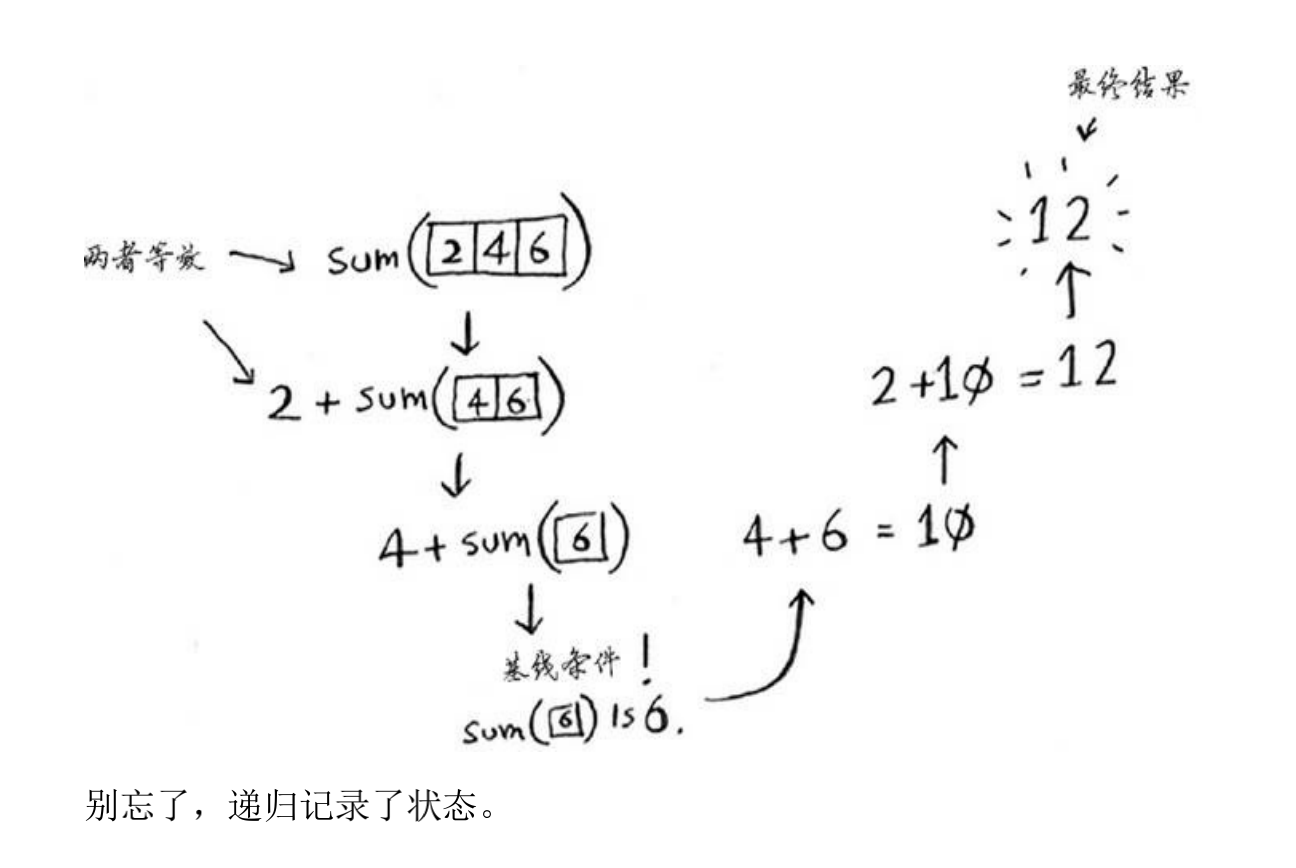 最终结果
12
两者等效
sum(2 4 6)
2 + sum(4 6)
2 + 10 = 12
4 + sum(6)
4 + 6 = 10
基线条件!
sum(6) is 6.
别忘了，递归记录了状态。